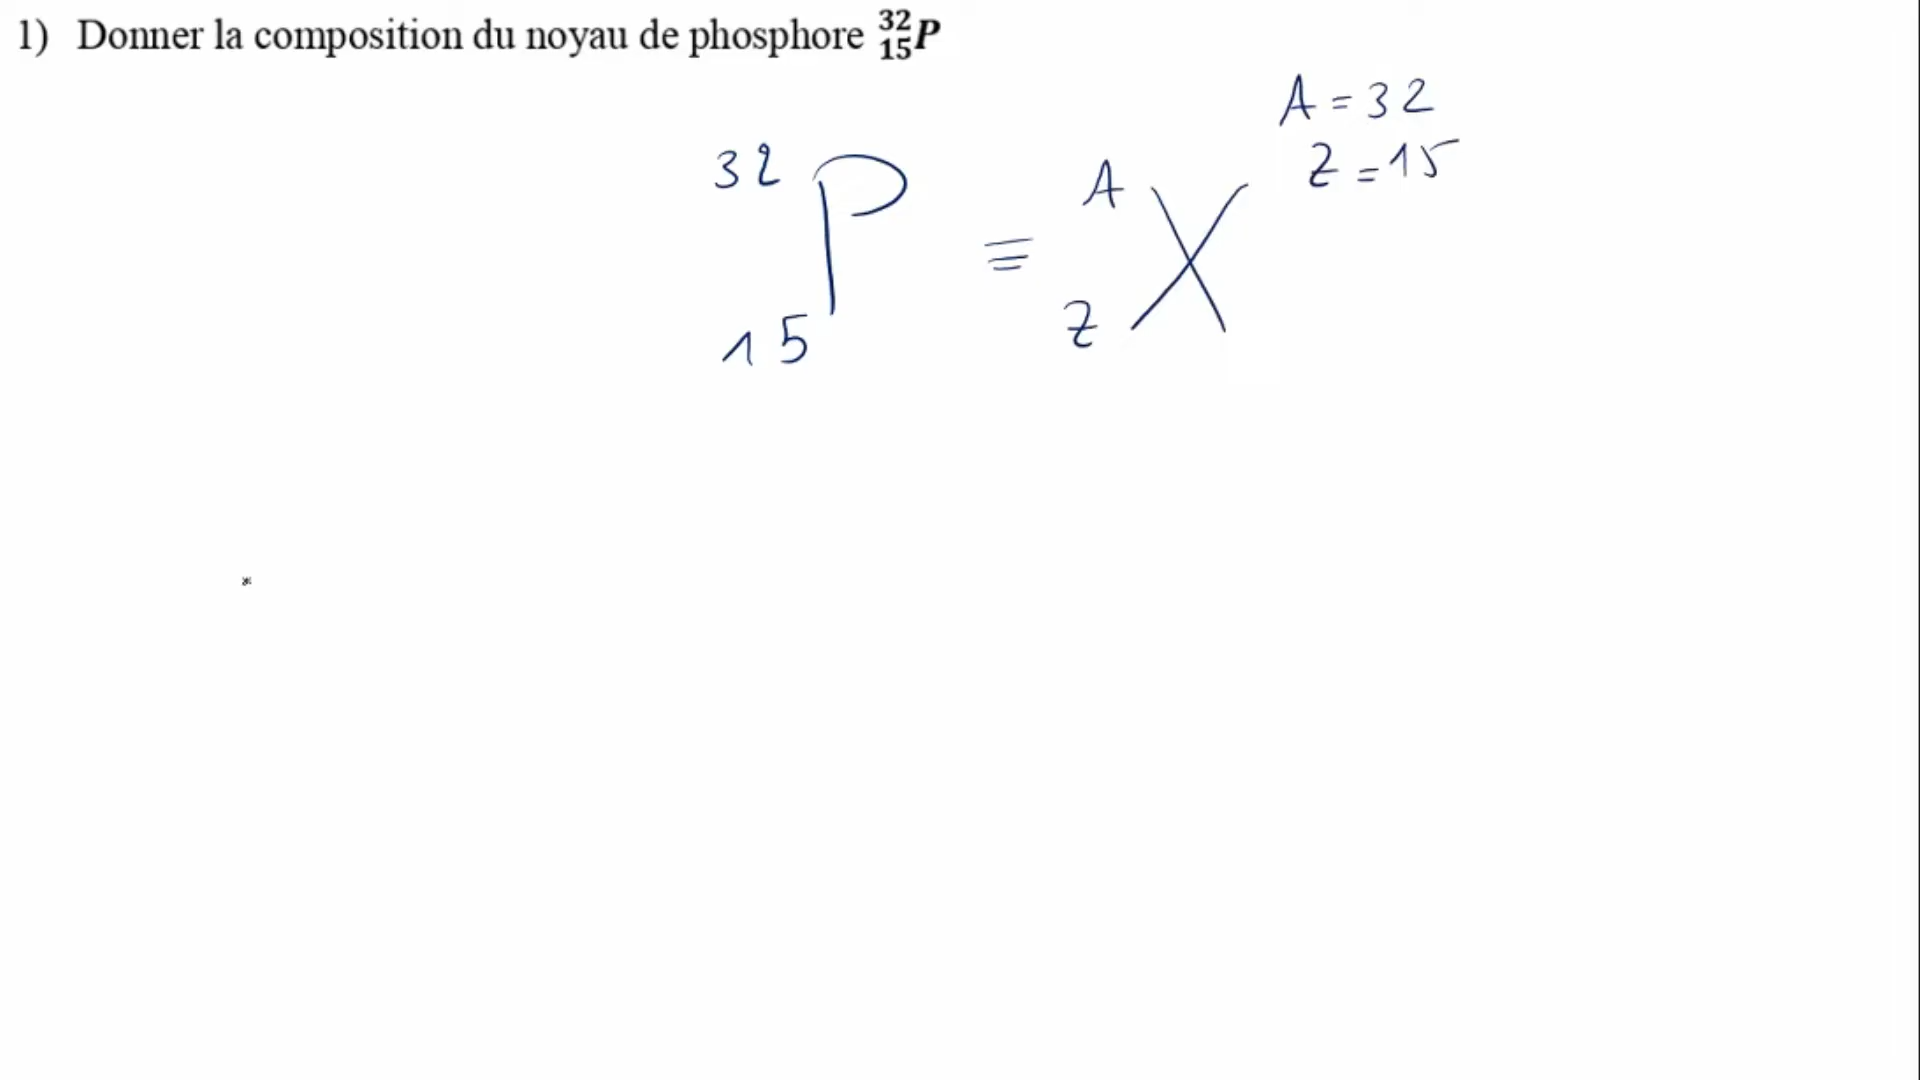 1) Donner la composition du noyau de phosphore ³²₁₅P
A = 32
Z = 15
³²₁₅P ≡ ᴬ_Z X